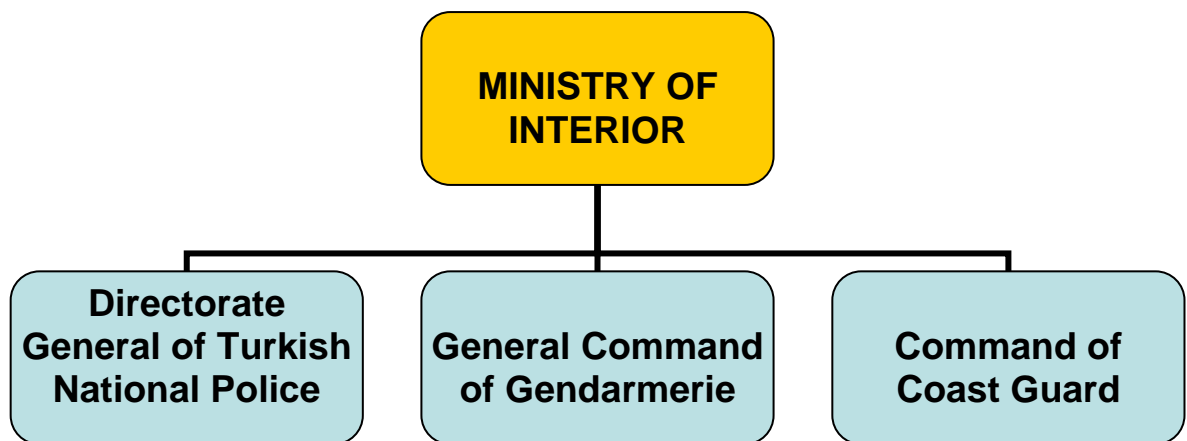 MINISTRY OF
INTERIOR
Directorate
General of Turkish
National Police
General Command
of Gendarmerie
Command of
Coast Guard